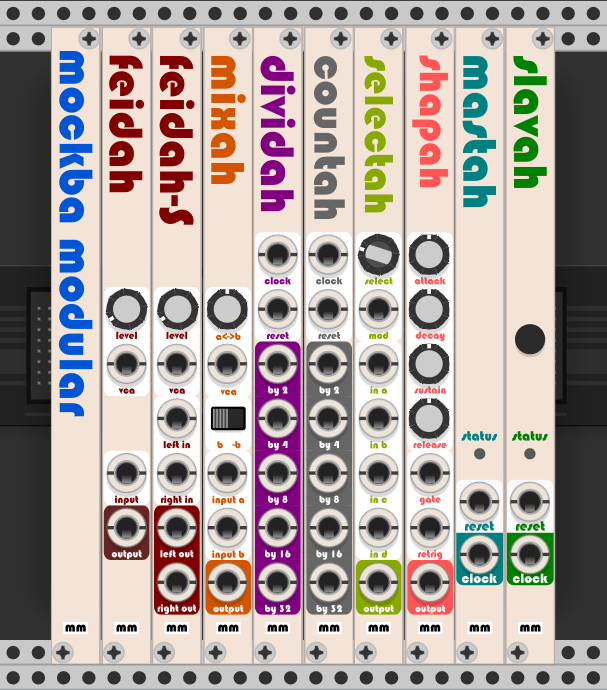 mockba modular
mm
feidah
level
vca
input
output
mm
feidah-S
level
vca
left in
right in
left out
right out
mm
mixah
a<->b
vca
b -b
input a
input b
output
mm
dividah
clock
reset
by 2
by 4
by 8
by 16
by 32
mm
countah
clock
reset
by 2
by 4
by 8
by 16
by 32
mm
selectah
select
mod
in a
in b
in c
in d
output
mm
shapah
attack
decay
sustain
release
gate
retrig
output
mm
mastah
status
reset
clock
mm
slavah
status
reset
clock
mm